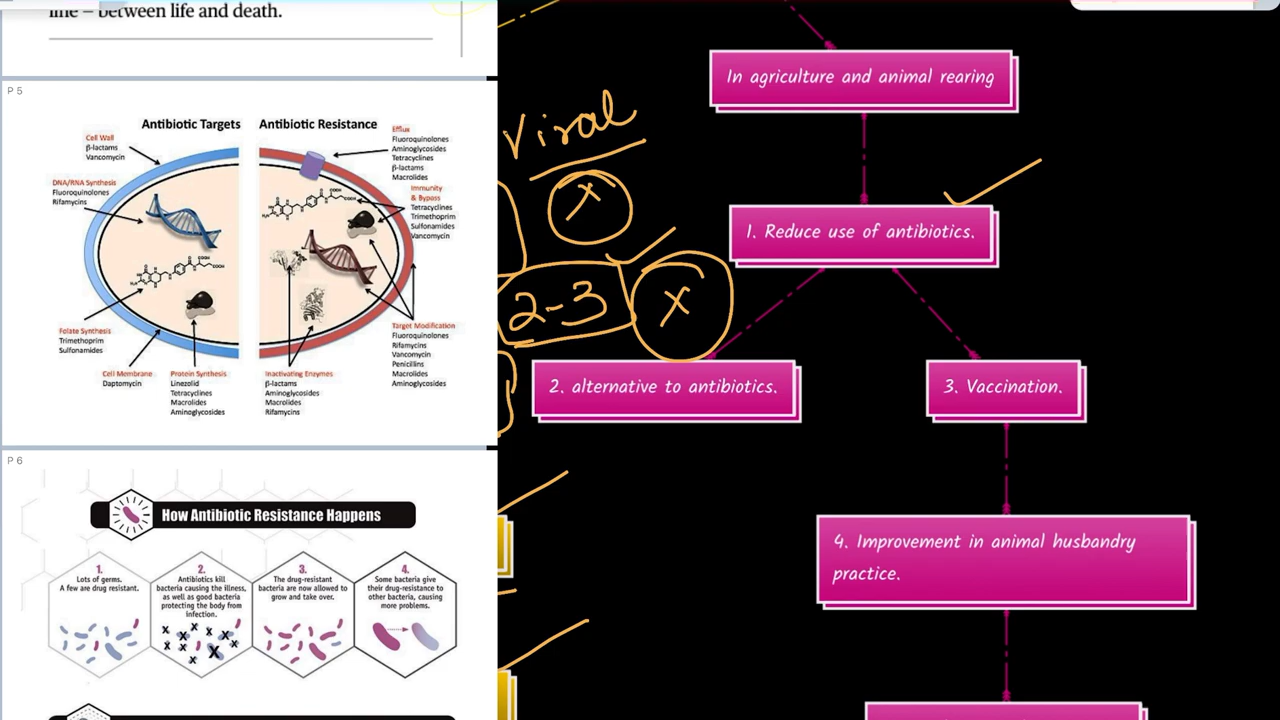 line – between life and death.
P 5
Antibiotic Targets
Antibiotic Resistance
Cell Wall
β-lactams
Vancomycin
DNA/RNA Synthesis
Fluoroquinolones
Rifamycins
Folate Synthesis
Trimethoprim
Sulfonamides
Cell Membrane
Daptomycin
Protein Synthesis
Linezolid
Tetracyclines
Macrolides
Aminoglycosides
Efflux
Fluoroquinolones
Aminoglycosides
Tetracyclines
β-lactams
Macrolides
Immunity
& Bypass
Tetracyclines
Trimethoprim
Sulfonamides
Vancomycin
Target Modification
Fluoroquinolones
Rifamycins
Vancomycin
Penicillins
Macrolides
Aminoglycosides
Inactivating Enzymes
β-lactams
Aminoglycosides
Macrolides
Rifamycins
P 6
How Antibiotic Resistance Happens
1.
Lots of germs.
A few are drug resistant.
2.
Antibiotics kill
bacteria causing the illness,
as well as good bacteria
protecting the body from
infection.
3.
The drug-resistant
bacteria are now allowed to
grow and take over.
4.
Some bacteria give
their drug-resistance to
other bacteria, causing
more problems.
Viral
2-3
In agriculture and animal rearing
1. Reduce use of antibiotics.
2. alternative to antibiotics.
3. Vaccination.
4. Improvement in animal husbandry
practice.